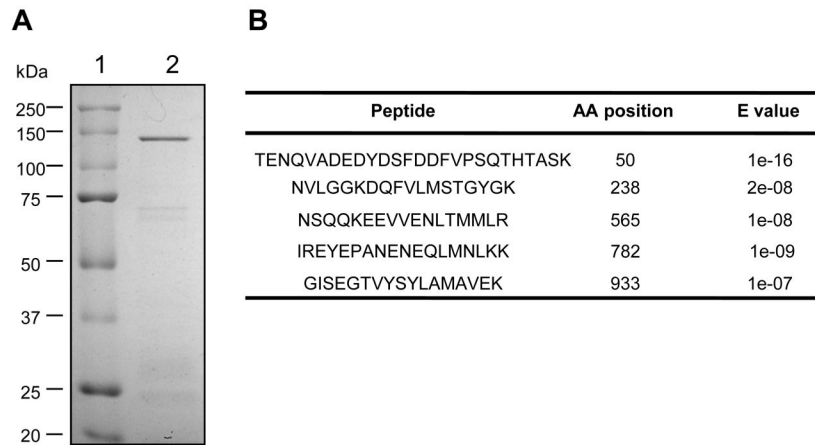 A
B
kDa
1 2
250
150
100
75
50
37
25
20
Peptide AA position E value
TENQVADEDYDSFDDFVPSQTHTASK 50 1e-16
NVLGGKDQFVLMSTGYGK 238 2e-08
NSQQKEEVVENLTMMLR 565 1e-08
IREYEPANENEQLMNLKK 782 1e-09
GISEGTVYSYLAMAVEK 933 1e-07